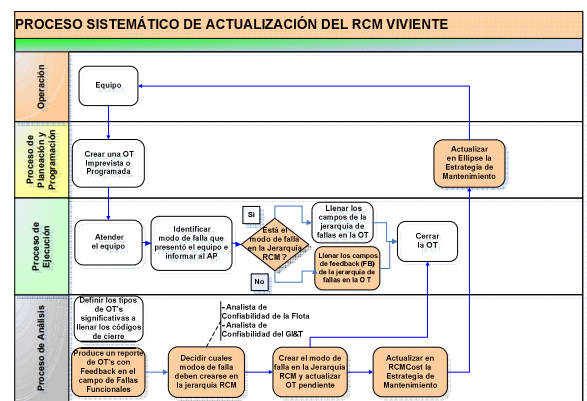 PROCESO SISTEMÁTICO DE ACTUALIZACIÓN DEL RCM VIVIENTE
Operación
Equipo
Proceso de
Planeación y
Programación
Crear una OT
Imprevista o
Programada
Actualizar
en Ellipse la
Estrategia de
Mantenimiento
Proceso de
Ejecución
Atender
el equipo
Identificar
modo de falla que
presentó el equipo e
informar al AP
Está el
modo de falla
en la Jerarquía
RCM ?
Si
No
Llenar los
campos de la
jerarquía de
fallas en la OT
Llenar los campos
de feedback (FB)
de la jerarquía de
fallas en la O T
Cerrar
la OT
Proceso de Análisis
Definir los tipos
de OT's
significativas a
llenar los códigos
de cierre
Produce un reporte
de OT's con
Feedback en el
campo de Fallas
Funcionales
-Analista de
Confiabilidad de la Flota
-Analista de
Confiabilidad del GI&T
Decidir cuales
modos de falla
deben crearse en
la jerarquía RCM
Crear el modo de
falla en la Jerarquía
RCM y actualizar
OT pendiente
Actualizar en
RCMCost la
Estrategia de
Mantenimiento